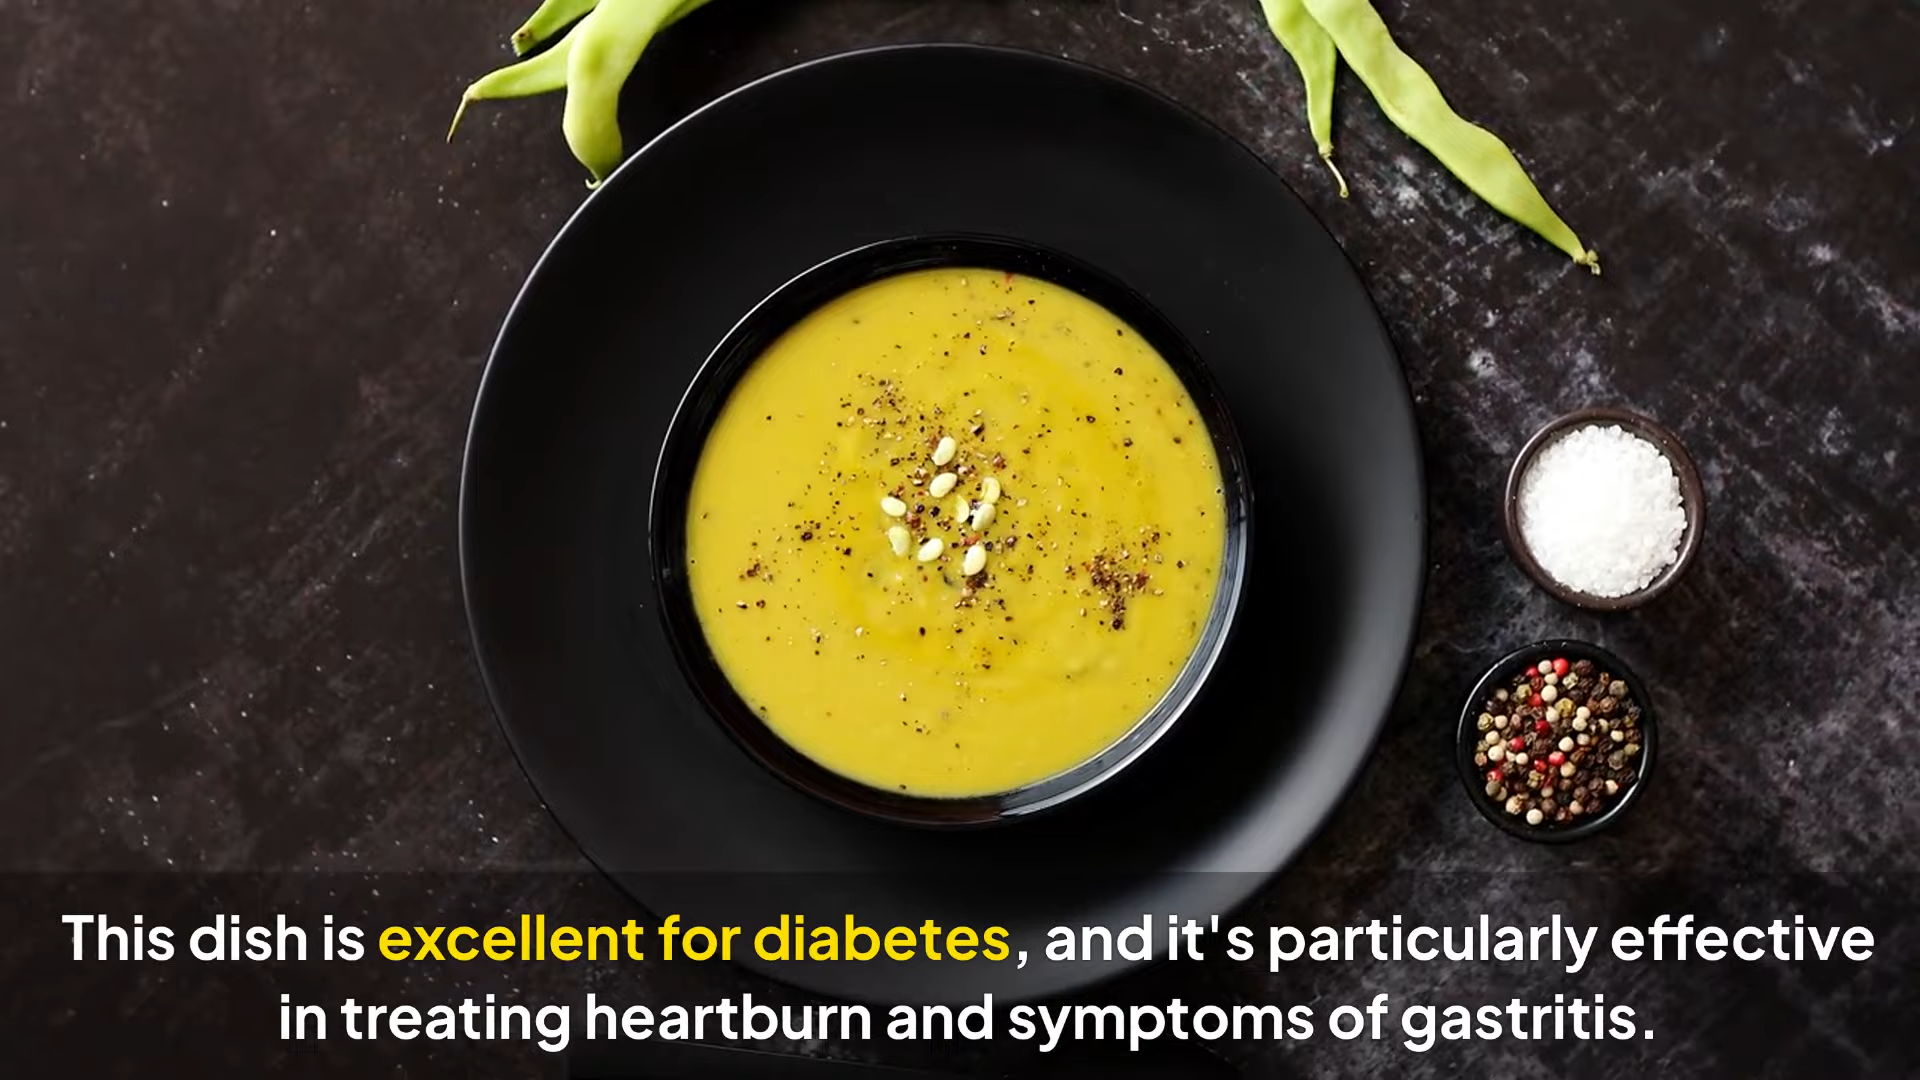 This dish is excellent for diabetes, and it's particularly effective
in treating heartburn and symptoms of gastritis.